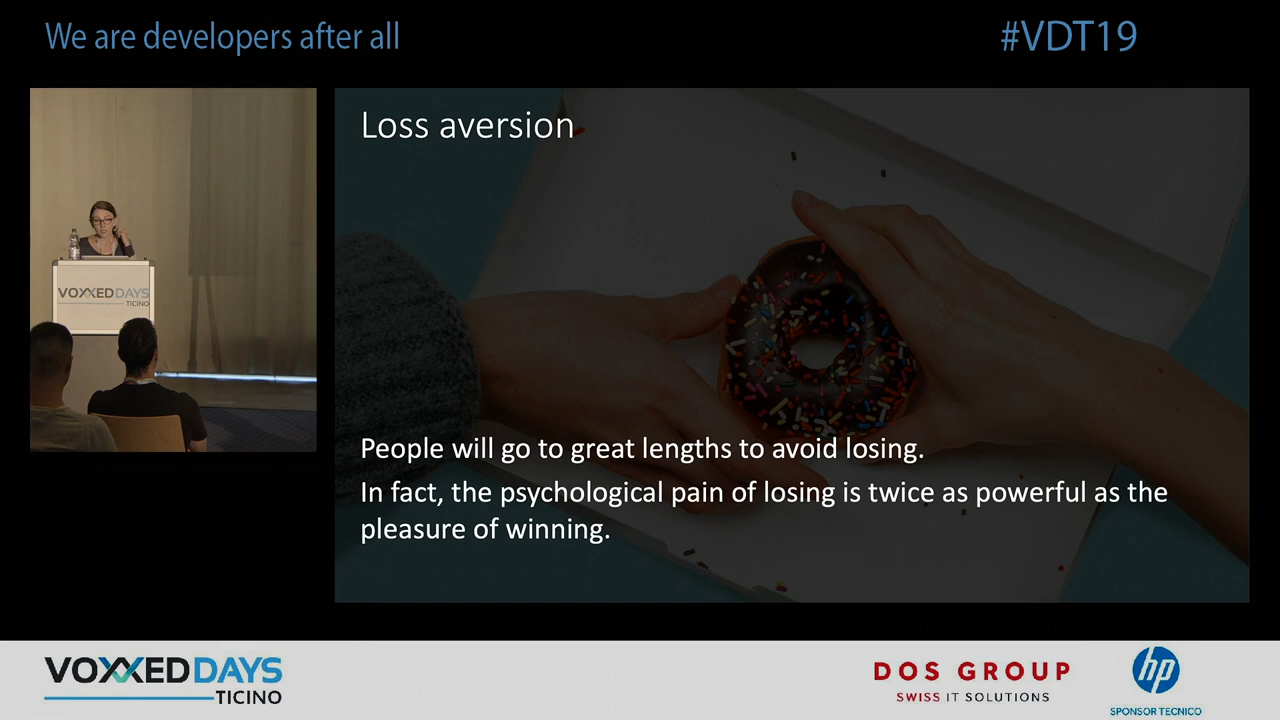 We are developers after all
#VDT19
Loss aversion
VOXXEDDAYS
TICINO
People will go to great lengths to avoid losing.
In fact, the psychological pain of losing is twice as powerful as the
pleasure of winning.
VOXXEDDAYS
TICINO
DOS GROUP
SWISS IT SOLUTIONS
hp
SPONSOR TECNICO